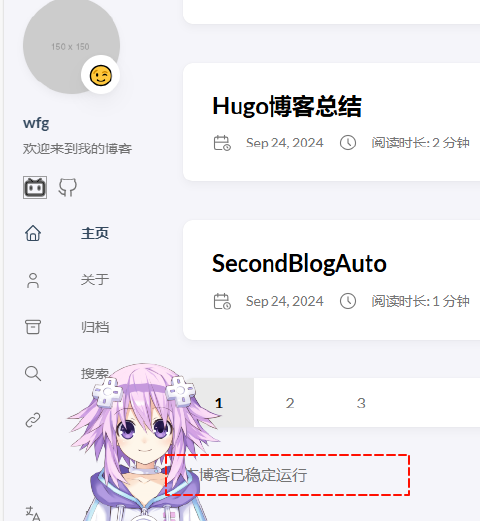 150 x 150
wfg
欢迎来到我的博客
主页
关于
归档
搜索
Hugo博客总结
Sep 24, 2024 阅读时长: 2 分钟
SecondBlogAuto
Sep 24, 2024 阅读时长: 1 分钟
1 2 3
博客已稳定运行